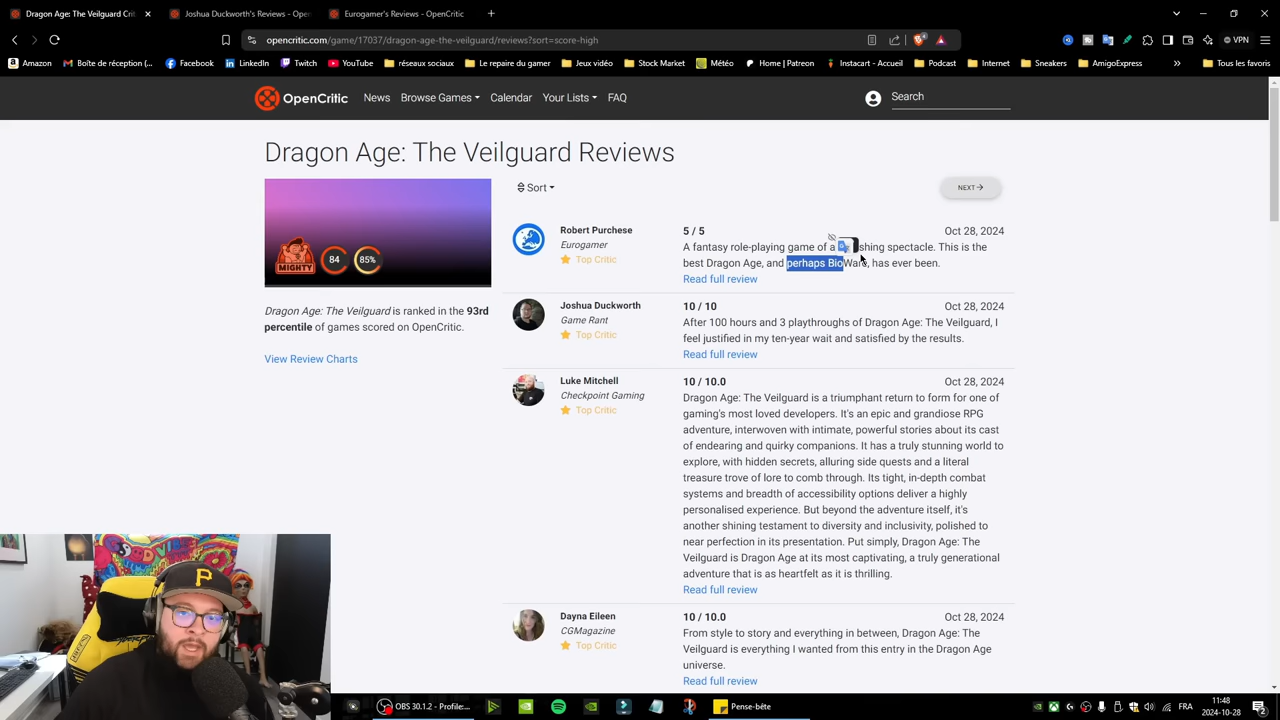 Dragon Age: The Veilguard Crit
Joshua Duckworth's Reviews - Open
Eurogamer's Reviews - OpenCritic
opencritic.com/game/17037/dragon-age-the-veilguard/reviews?sort=score-high
VPN
Amazon
Boîte de réception (...
Facebook
LinkedIn
Twitch
YouTube
réseaux sociaux
Le repaire du gamer
Jeux vidéo
Stock Market
Météo
Home | Patreon
Instacart - Accueil
Podcast
Internet
Sneakers
AmigoExpress
Tous les favoris
OpenCritic
News
Browse Games
Calendar
Your Lists
FAQ
Search
Dragon Age: The Veilguard Reviews
Sort
NEXT
MIGHTY
84
85%
Dragon Age: The Veilguard is ranked in the 93rd
percentile of games scored on OpenCritic.
View Review Charts
Robert Purchese
Eurogamer
Top Critic
5 / 5
Oct 28, 2024
A fantasy role-playing game of a shing spectacle. This is the
best Dragon Age, and perhaps BioWare, has ever been.
Read full review
Joshua Duckworth
Game Rant
Top Critic
10 / 10
Oct 28, 2024
After 100 hours and 3 playthroughs of Dragon Age: The Veilguard, I
feel justified in my ten-year wait and satisfied by the results.
Read full review
Luke Mitchell
Checkpoint Gaming
Top Critic
10 / 10.0
Oct 28, 2024
Dragon Age: The Veilguard is a triumphant return to form for one of
gaming's most loved developers. It's an epic and grandiose RPG
adventure, interwoven with intimate, powerful stories about its cast
of endearing and quirky companions. It has a truly stunning world to
explore, with hidden secrets, alluring side quests and a literal
treasure trove of lore to comb through. Its tight, in-depth combat
systems and breadth of accessibility options deliver a highly
personalised experience. But beyond the adventure itself, it's
another shining testament to diversity and inclusivity, polished to
near perfection in its presentation. Put simply, Dragon Age: The
Veilguard is Dragon Age at its most captivating, a truly generational
adventure that is as heartfelt as it is thrilling.
Read full review
Dayna Eileen
CGMagazine
Top Critic
10 / 10.0
Oct 28, 2024
From style to story and everything in between, Dragon Age: The
Veilguard is everything I wanted from this entry in the Dragon Age
universe.
Read full review
P
OBS 30.1.2 - Profile:...
Pense-bête
FRA
11:48
2024-10-28
2